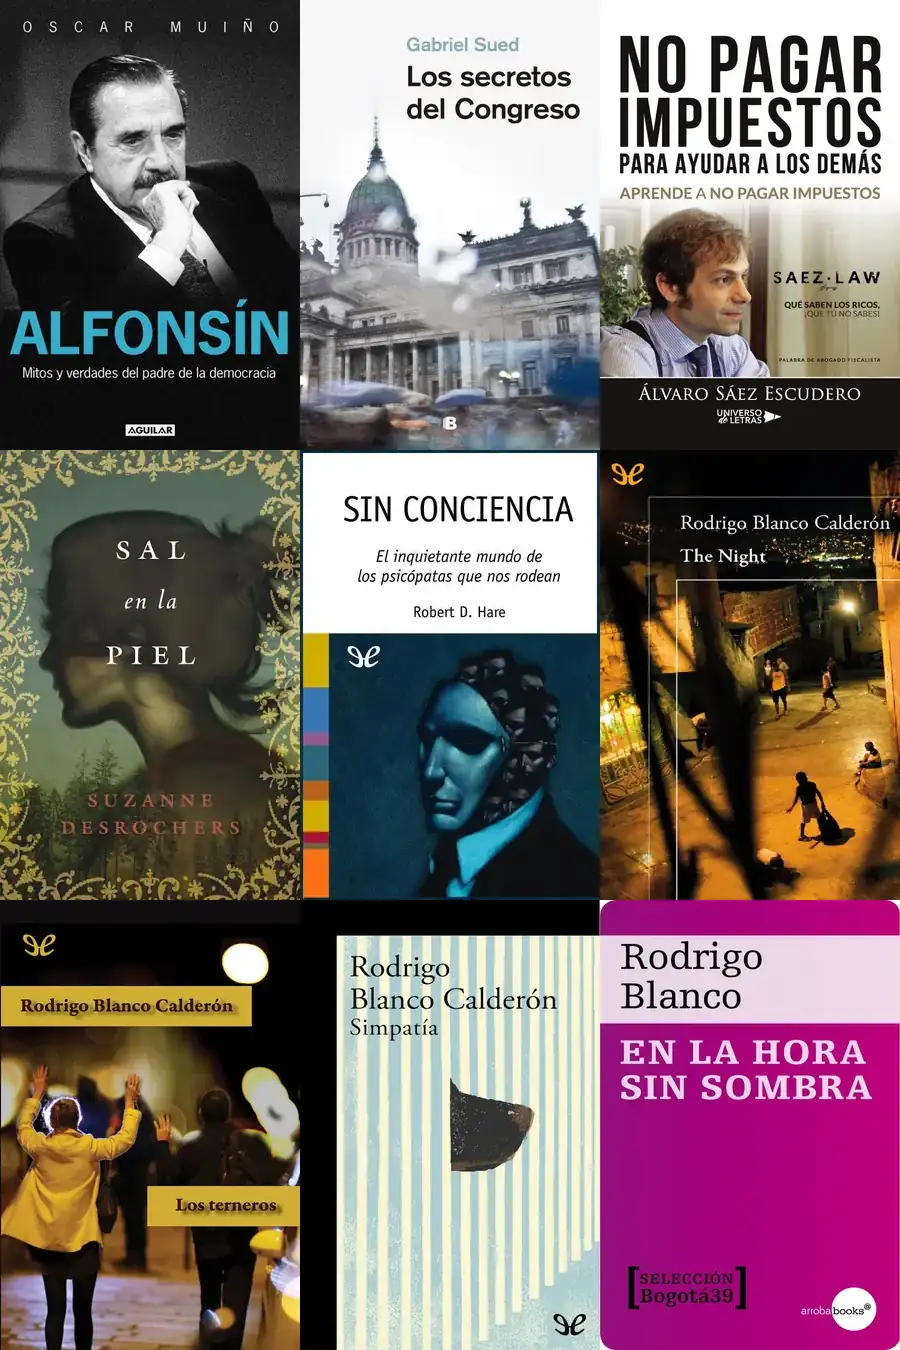 OSCAR MUIÑO
ALFONSÍN
Mitos y verdades del padre de la democracia
AGUILAR
Gabriel Sued
Los secretos
del Congreso
B
NO PAGAR
IMPUESTOS
PARA AYUDAR A LOS DEMÁS
APRENDE A NO PAGAR IMPUESTOS
SAEZ·LAW
QUÉ SABEN LOS RICOS,
¡QUE TÚ NO SABES!
PALABRA DE ABOGADO FISCALISTA
ÁLVARO SÁEZ ESCUDERO
UNIVERSO
de LETRAS
SAL
en la
PIEL
SUZANNE
DESROCHERS
SIN CONCIENCIA
El inquietante mundo de
los psicópatas que nos rodean
Robert D. Hare
Rodrigo Blanco Calderón
The Night
Rodrigo Blanco Calderón
Los terneros
Rodrigo
Blanco Calderón
Simpatía
Rodrigo
Blanco
EN LA HORA
SIN SOMBRA
[SELECCIÓN
Bogotá39]
arrobabooks@